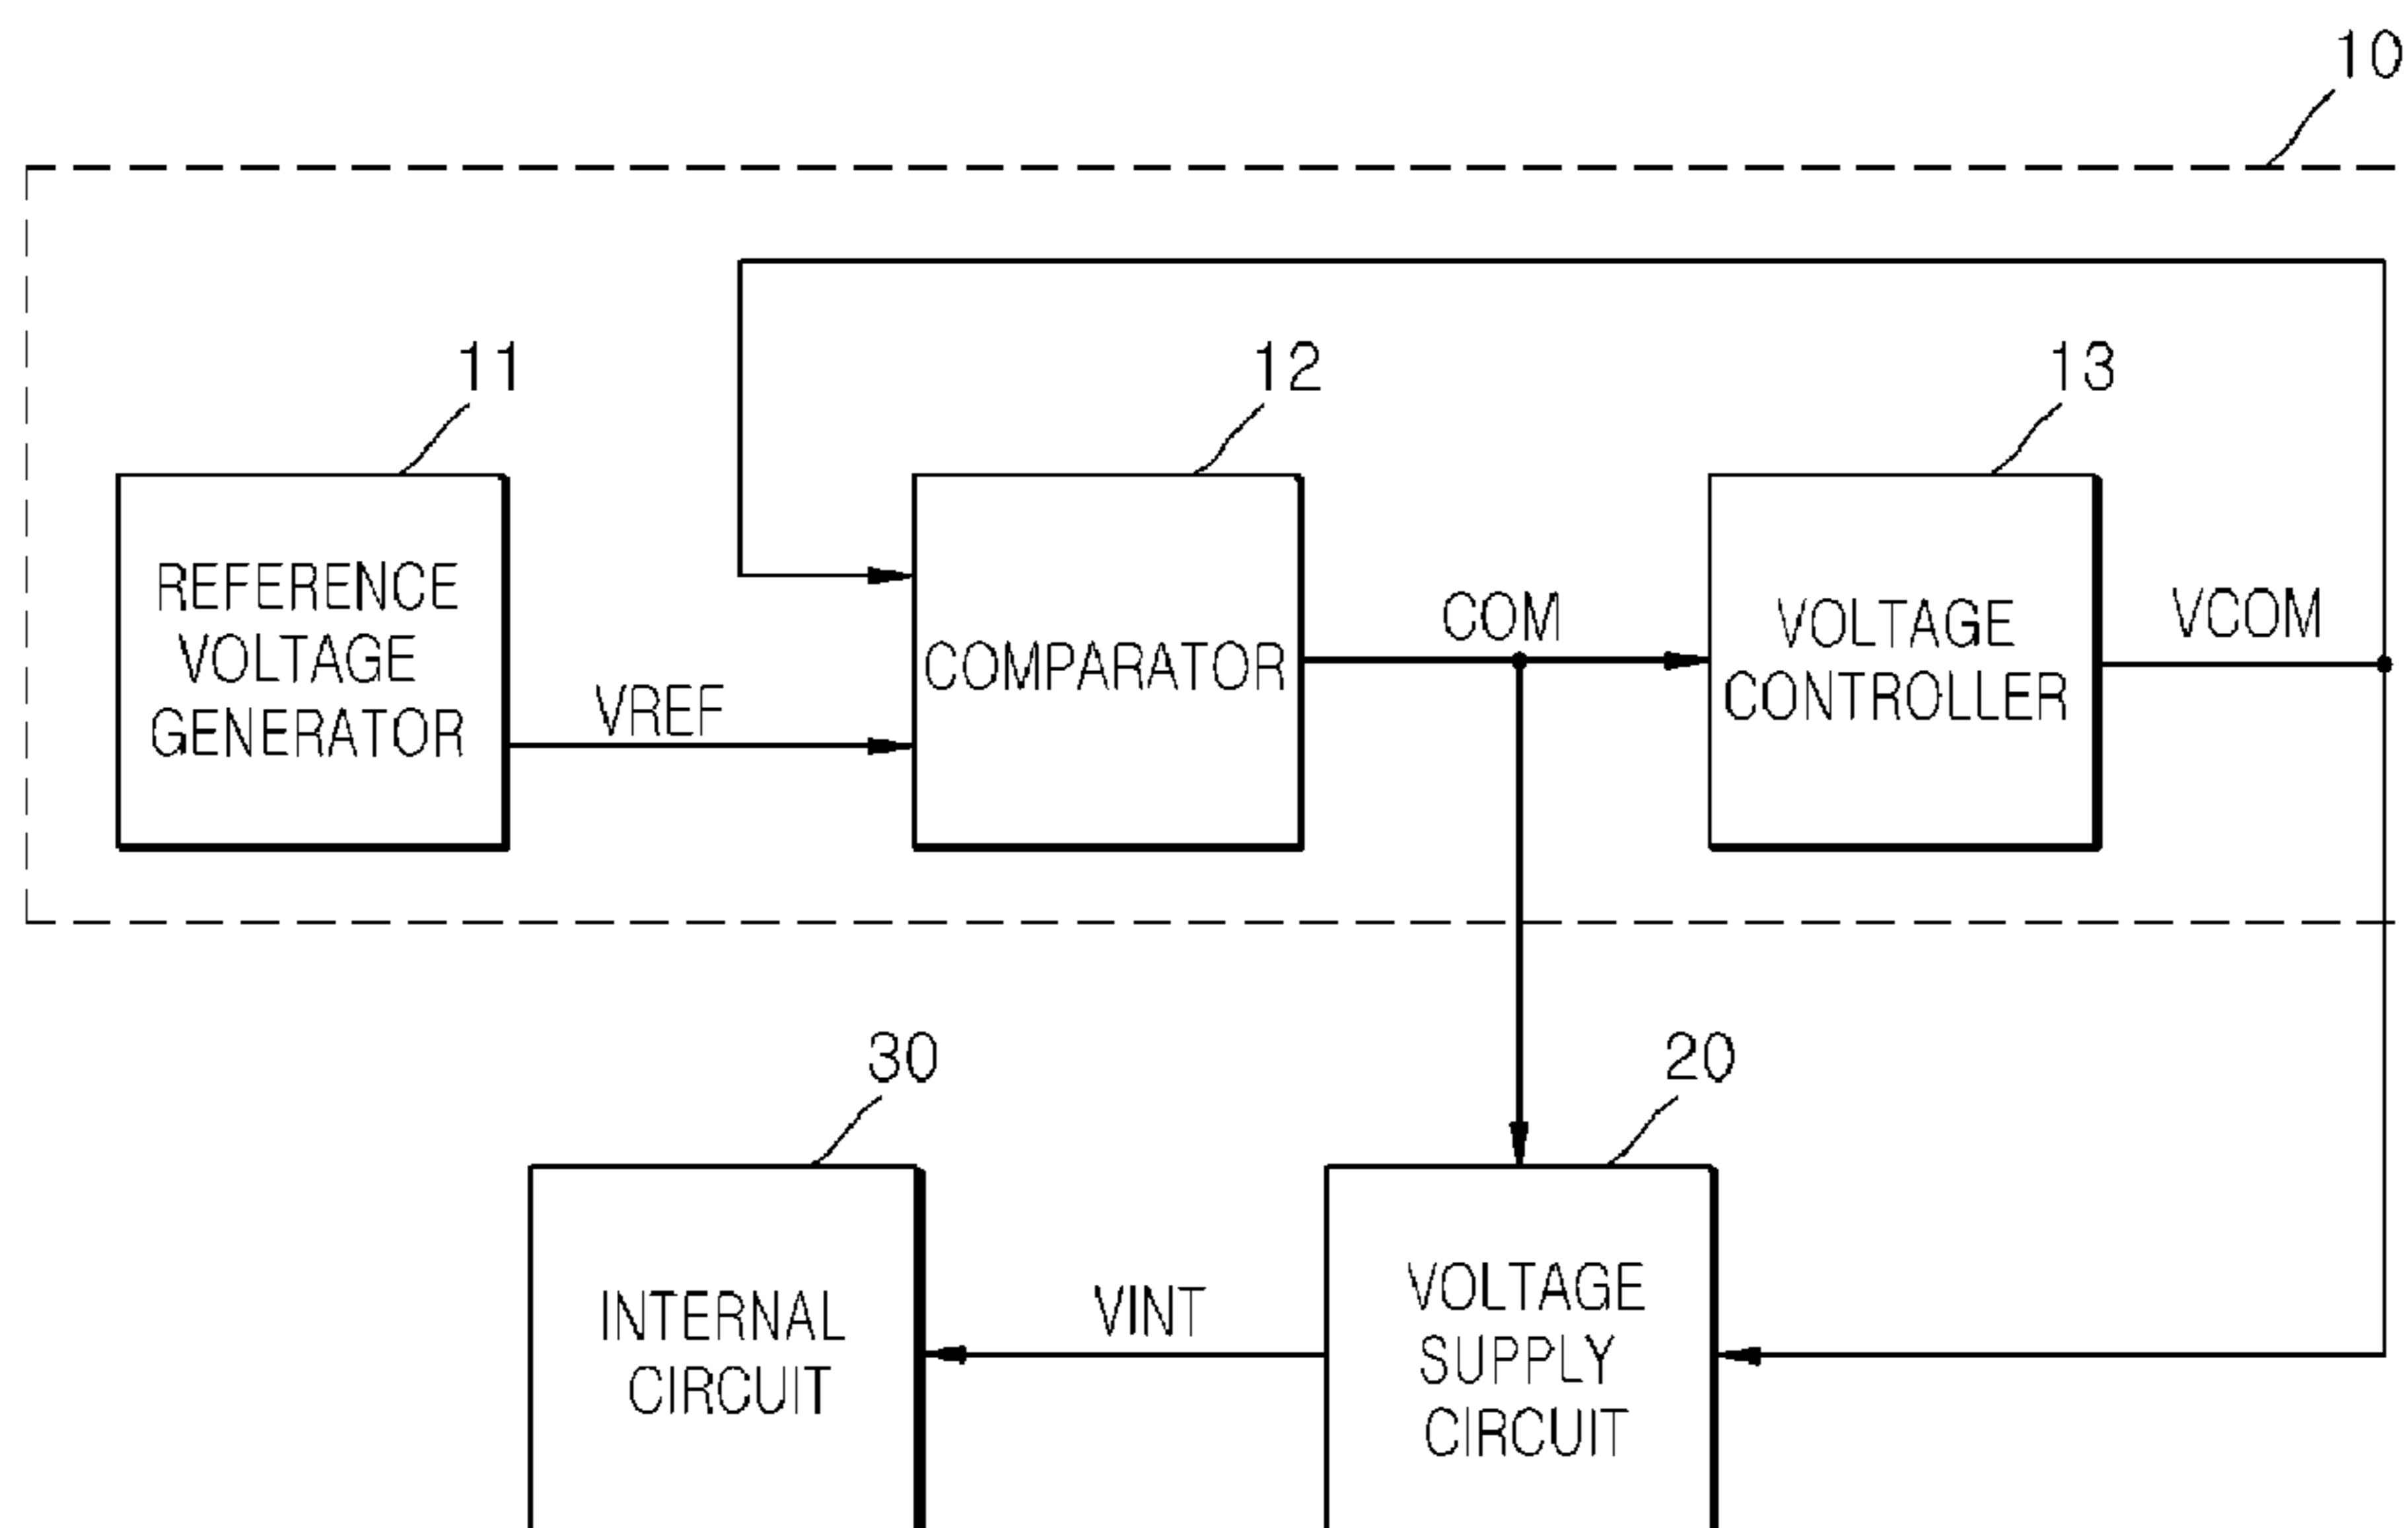 10
11
12
13
REFERENCE
VOLTAGE
GENERATOR
VREF
COMPARATOR
COM
VOLTAGE
CONTROLLER
VCOM
30
20
INTERNAL
CIRCUIT
VINT
VOLTAGE
SUPPLY
CIRCUIT